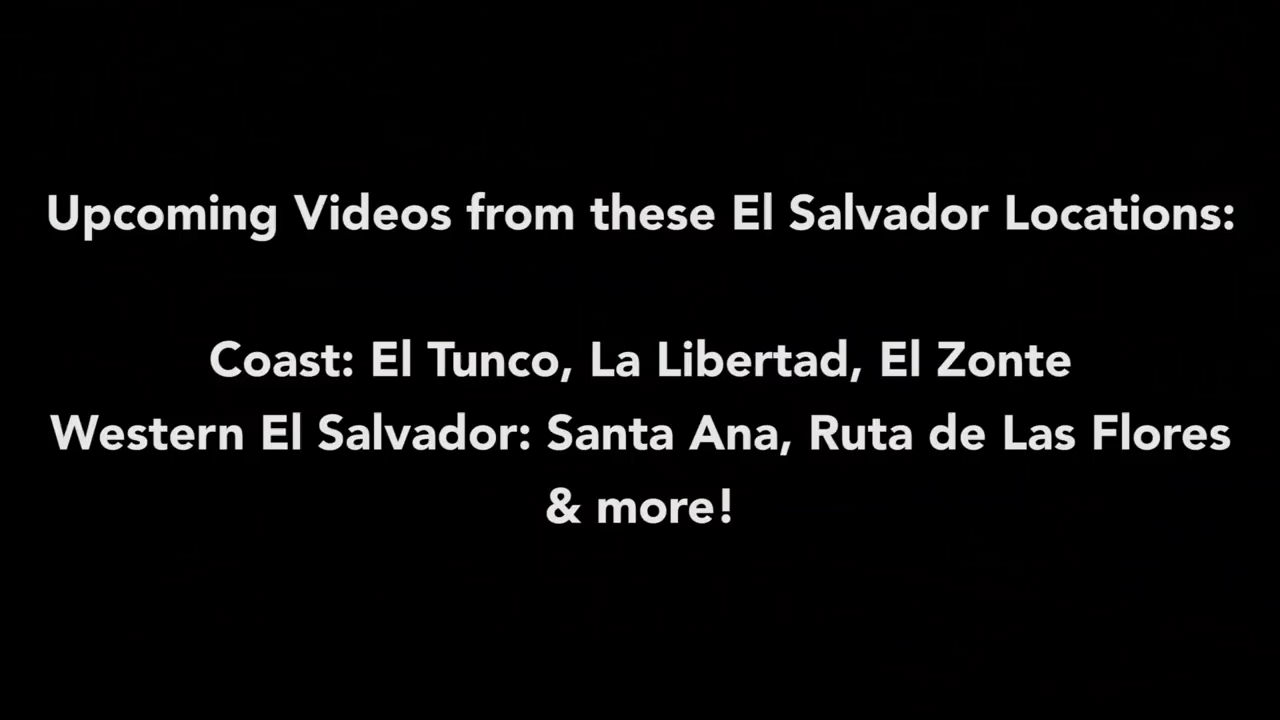 Upcoming Videos from these El Salvador Locations:
Coast: El Tunco, La Libertad, El Zonte
Western El Salvador: Santa Ana, Ruta de Las Flores
& more!